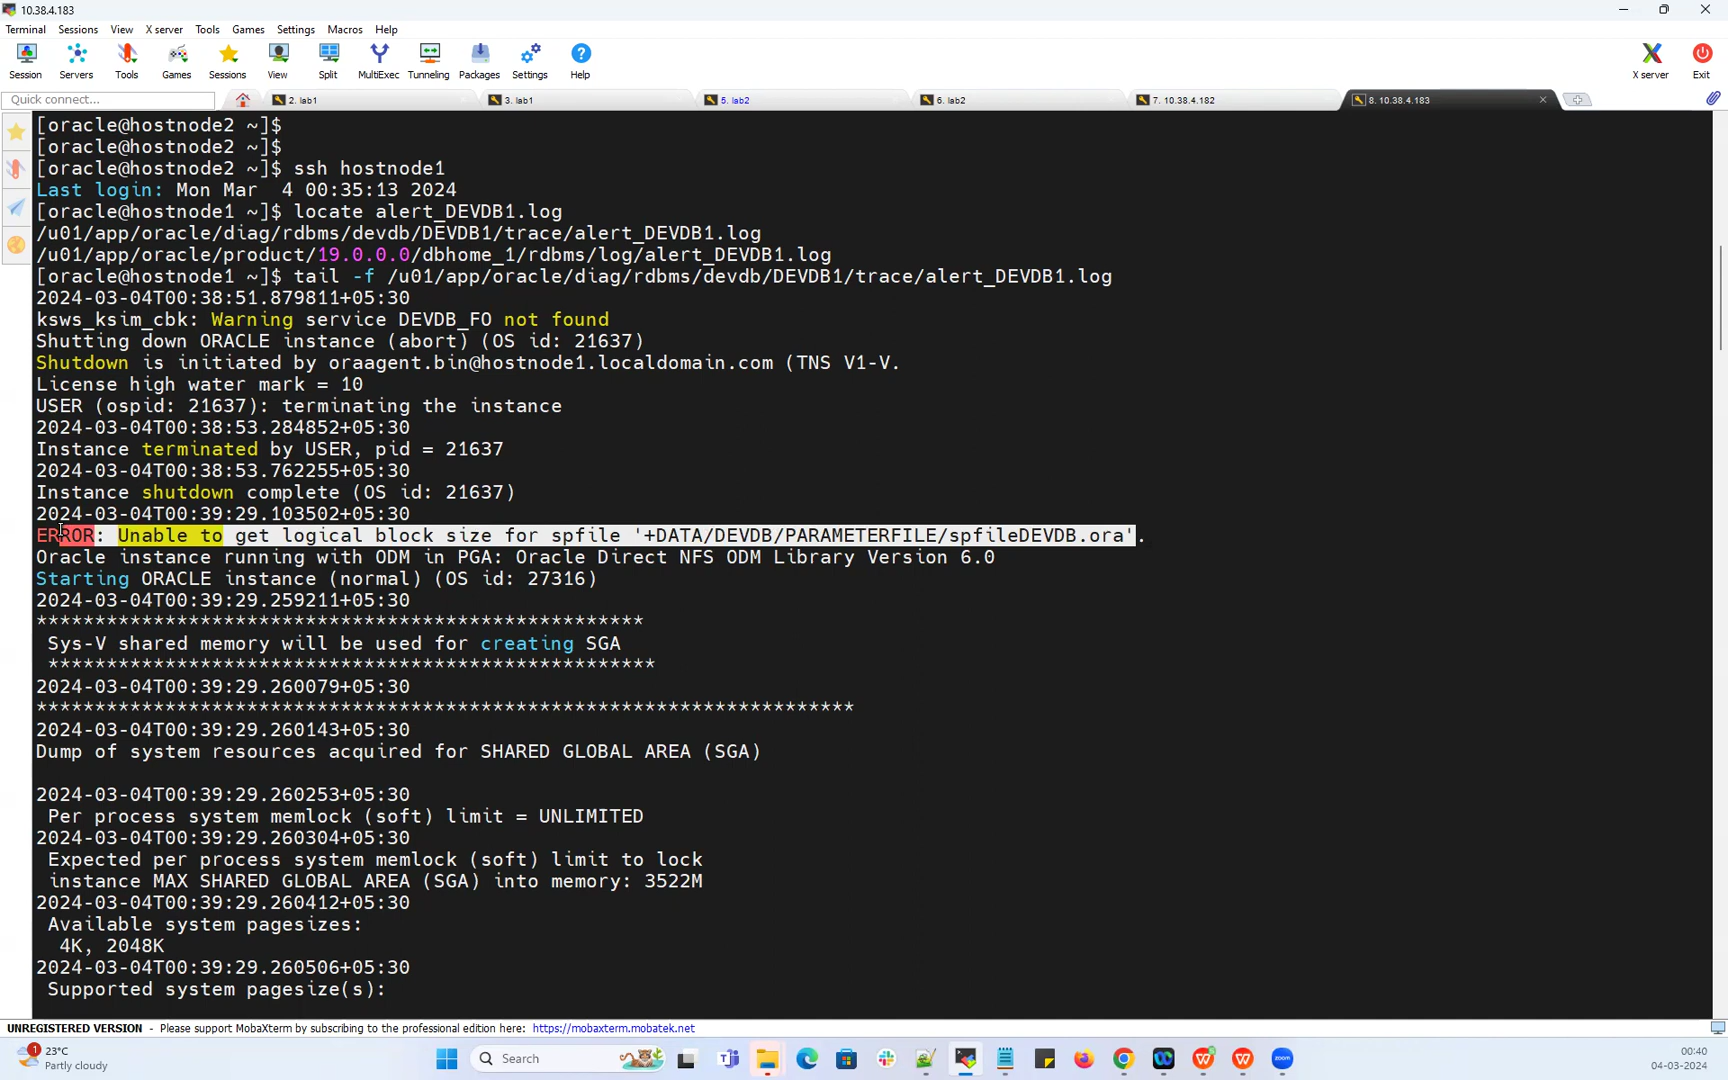 10.38.4.183
Terminal Sessions View X server Tools Games Settings Macros Help
Session Servers Tools Games Sessions View Split MultiExec Tunneling Packages Settings Help X server Exit
Quick connect... 2. lab1 3. lab1 5. lab2 6. lab2 7. 10.38.4.182 8. 10.38.4.183
[oracle@hostnode2 ~]$
[oracle@hostnode2 ~]$
[oracle@hostnode2 ~]$ ssh hostnode1
Last login: Mon Mar  4 00:35:13 2024
[oracle@hostnode1 ~]$ locate alert_DEVDB1.log
/u01/app/oracle/diag/rdbms/devdb/DEVDB1/trace/alert_DEVDB1.log
/u01/app/oracle/product/19.0.0.0/dbhome_1/rdbms/log/alert_DEVDB1.log
[oracle@hostnode1 ~]$ tail -f /u01/app/oracle/diag/rdbms/devdb/DEVDB1/trace/alert_DEVDB1.log
2024-03-04T00:38:51.879811+05:30
ksws_ksim_cbk: Warning service DEVDB_FO not found
Shutting down ORACLE instance (abort) (OS id: 21637)
Shutdown is initiated by oraagent.bin@hostnode1.localdomain.com (TNS V1-V.
License high water mark = 10
USER (ospid: 21637): terminating the instance
2024-03-04T00:38:53.284852+05:30
Instance terminated by USER, pid = 21637
2024-03-04T00:38:53.762255+05:30
Instance shutdown complete (OS id: 21637)
2024-03-04T00:39:29.103502+05:30
ERROR: Unable to get logical block size for spfile '+DATA/DEVDB/PARAMETERFILE/spfileDEVDB.ora'.
Oracle instance running with ODM in PGA: Oracle Direct NFS ODM Library Version 6.0
Starting ORACLE instance (normal) (OS id: 27316)
2024-03-04T00:39:29.259211+05:30
****************************************************
 Sys-V shared memory will be used for creating SGA
 ****************************************************
2024-03-04T00:39:29.260079+05:30
**********************************************************************
2024-03-04T00:39:29.260143+05:30
Dump of system resources acquired for SHARED GLOBAL AREA (SGA)
2024-03-04T00:39:29.260253+05:30
 Per process system memlock (soft) limit = UNLIMITED
2024-03-04T00:39:29.260304+05:30
 Expected per process system memlock (soft) limit to lock
 instance MAX SHARED GLOBAL AREA (SGA) into memory: 3522M
2024-03-04T00:39:29.260412+05:30
 Available system pagesizes:
  4K, 2048K
2024-03-04T00:39:29.260506+05:30
 Supported system pagesize(s):
UNREGISTERED VERSION - Please support MobaXterm by subscribing to the professional edition here: https://mobaxterm.mobatek.net
1 23°C
Partly cloudy
Search
00:40
04-03-2024